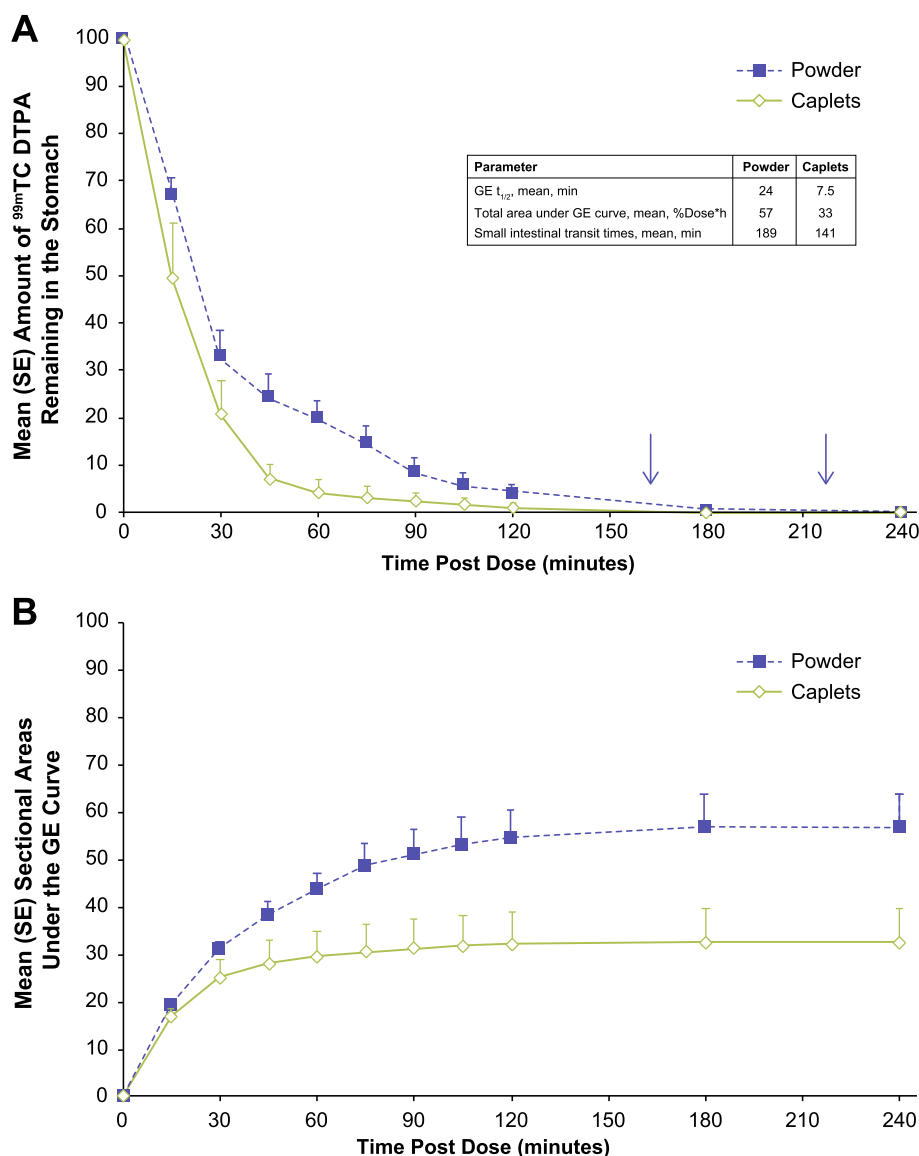 A
Mean (SE) Amount of ⁹⁹ᵐTC DTPA
Remaining in the Stomach
100
90
80
70
60
50
40
30
20
10
0
Powder
Caplets
Parameter Powder Caplets
GE t1/2, mean, min 24 7.5
Total area under GE curve, mean, %Dose*h 57 33
Small intestinal transit times, mean, min 189 141
0 30 60 90 120 150 180 210 240
Time Post Dose (minutes)
B
Mean (SE) Sectional Areas
Under the GE Curve
100
90
80
70
60
50
40
30
20
10
0
Powder
Caplets
0 30 60 90 120 150 180 210 240
Time Post Dose (minutes)